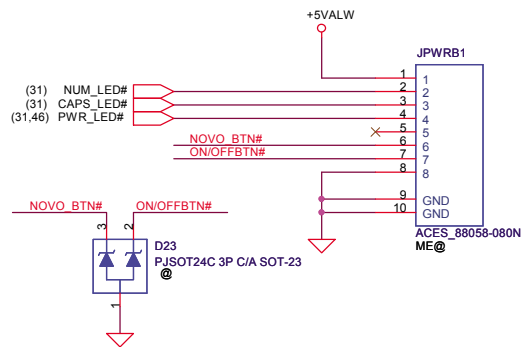 +5VALW
JPWRB1
(31) NUM_LED#
(31) CAPS_LED#
(31,46) PWR_LED#
NOVO_BTN#
ON/OFFBTN#
1 1
2 2
3 3
4 4
5 5
6 6
7 7
8 8
9 GND
10 GND
ACES_88058-080N
ME@
NOVO_BTN# ON/OFFBTN#
3 2
D23
PJSOT24C 3P C/A SOT-23
@
1